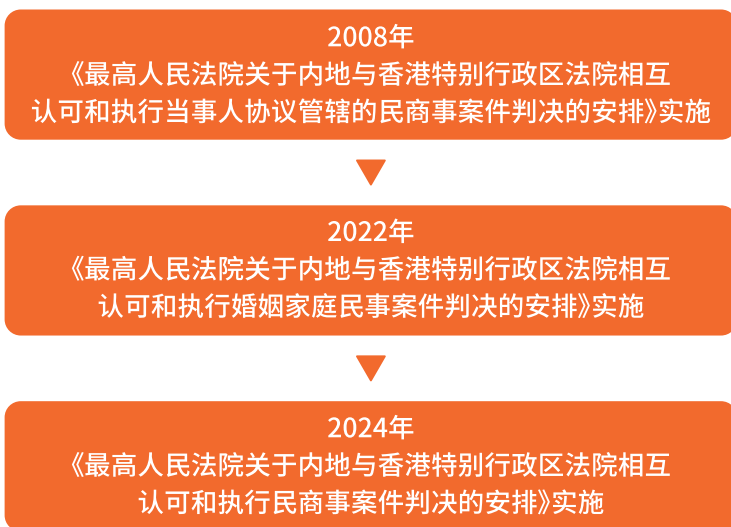 2008年
《最高人民法院关于内地与香港特别行政区法院相互
认可和执行当事人协议管辖的民商事案件判决的安排》实施
2022年
《最高人民法院关于内地与香港特别行政区法院相互
认可和执行婚姻家庭民事案件判决的安排》实施
2024年
《最高人民法院关于内地与香港特别行政区法院相互
认可和执行民商事案件判决的安排》实施